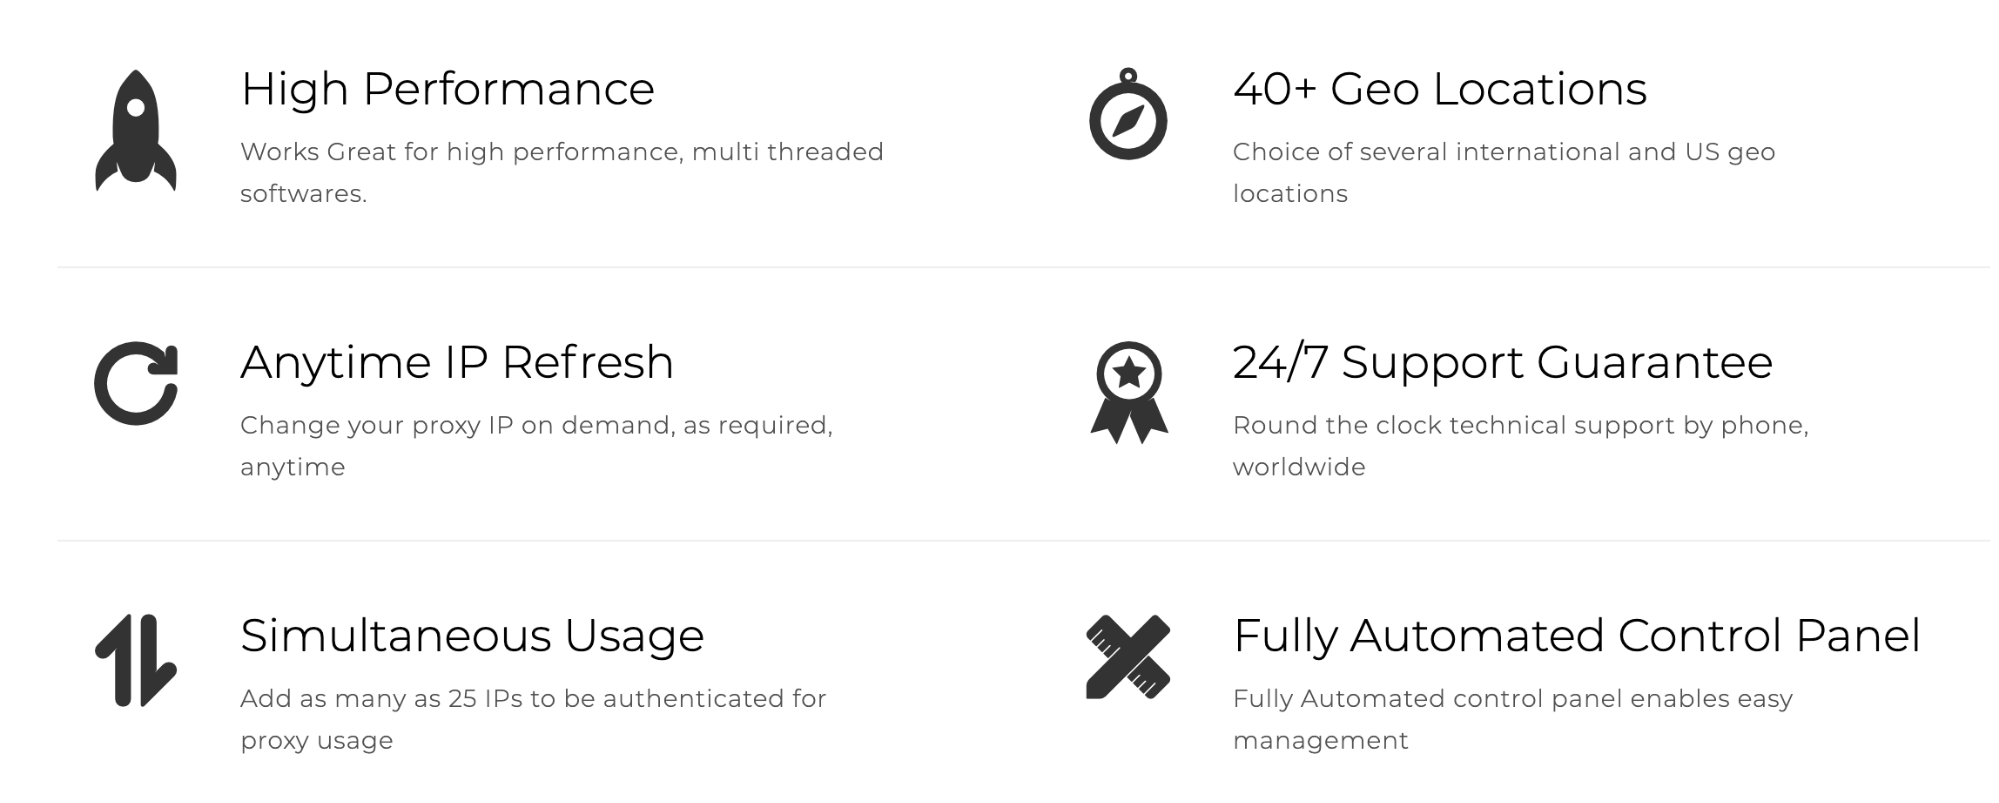 High Performance
Works Great for high performance, multi threaded
softwares.
40+ Geo Locations
Choice of several international and US geo
locations
Anytime IP Refresh
Change your proxy IP on demand, as required,
anytime
24/7 Support Guarantee
Round the clock technical support by phone,
worldwide
Simultaneous Usage
Add as many as 25 IPs to be authenticated for
proxy usage
Fully Automated Control Panel
Fully Automated control panel enables easy
management